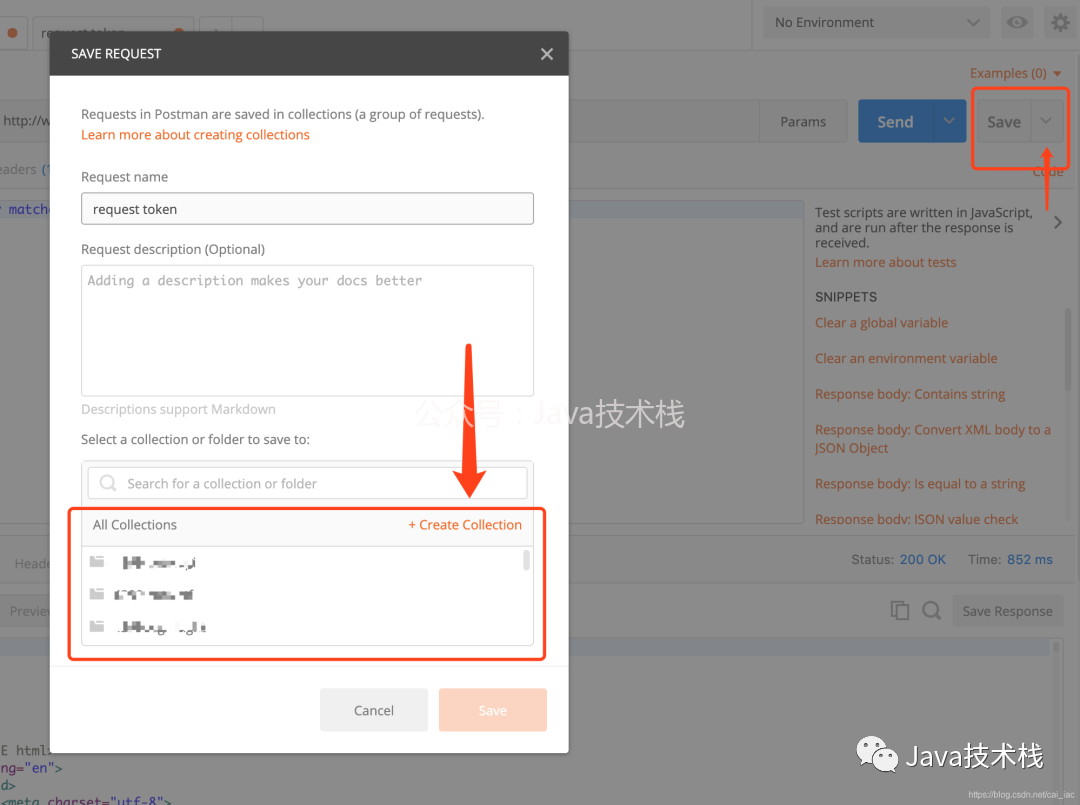 request token
No Environment
SAVE REQUEST
Examples (0)
Requests in Postman are saved in collections (a group of requests).
Learn more about creating collections
http://w
Params
Send
Save
Request name
eaders
Code
request token
matche
Test scripts are written in JavaScript,
and are run after the response is
received.
Learn more about tests
Request description (Optional)
Adding a description makes your docs better
SNIPPETS
Clear a global variable
Clear an environment variable
Response body: Contains string
Response body: Convert XML body to a
JSON Object
Response body: Is equal to a string
Response body: JSON value check
Descriptions support Markdown
公众号：Java技术栈
Select a collection or folder to save to:
Search for a collection or folder
All Collections
+ Create Collection
Heade
Status: 200 OK
Time: 852 ms
Preview
Save Response
Cancel
Save
E html>
ng="en">
d>
<meta charset="utf-8">
Java技术栈
https://blog.csdn.net/cai_iac